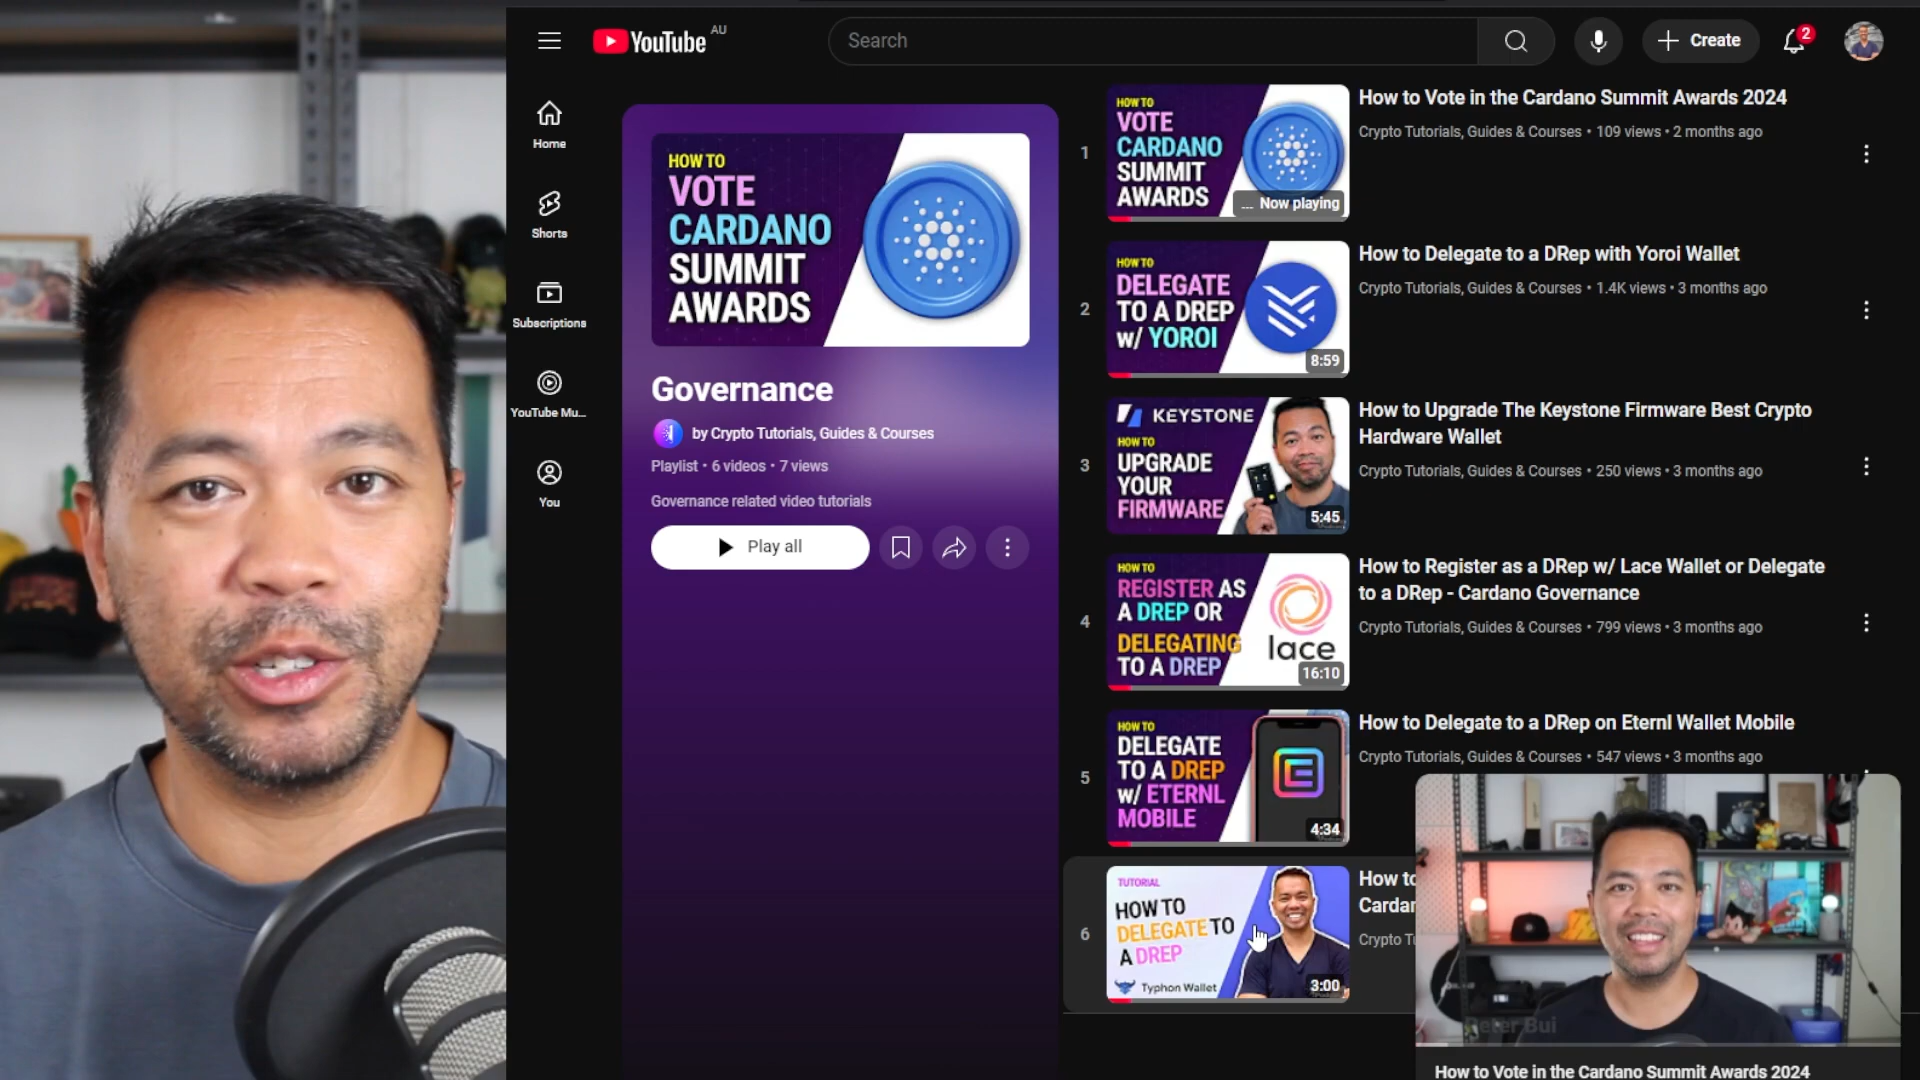 YouTube AU
Search
Create
2
Home
Shorts
Subscriptions
YouTube Mu...
You
HOW TO
VOTE
CARDANO
SUMMIT
AWARDS
Governance
by Crypto Tutorials, Guides & Courses
Playlist • 6 videos • 7 views
Governance related video tutorials
Play all
1
HOW TO
VOTE
CARDANO
SUMMIT
AWARDS
... Now playing
How to Vote in the Cardano Summit Awards 2024
Crypto Tutorials, Guides & Courses • 109 views • 2 months ago
2
HOW TO
DELEGATE
TO A DREP
w/ YOROI
8:59
How to Delegate to a DRep with Yoroi Wallet
Crypto Tutorials, Guides & Courses • 1.4K views • 3 months ago
3
KEYSTONE
HOW TO
UPGRADE
YOUR
FIRMWARE
5:45
How to Upgrade The Keystone Firmware Best Crypto
Hardware Wallet
Crypto Tutorials, Guides & Courses • 250 views • 3 months ago
4
HOW TO
REGISTER AS
A DREP OR
DELEGATING
TO A DREP
lace
16:10
How to Register as a DRep w/ Lace Wallet or Delegate
to a DRep - Cardano Governance
Crypto Tutorials, Guides & Courses • 799 views • 3 months ago
5
HOW TO
DELEGATE
TO A DREP
w/ ETERNL
MOBILE
4:34
How to Delegate to a DRep on Eternl Wallet Mobile
Crypto Tutorials, Guides & Courses • 547 views • 3 months ago
6
TUTORIAL
HOW TO
DELEGATE TO
A DREP
Typhon Wallet
3:00
How to
Cardan
Crypto Tu
Peter Bui
How to Vote in the Cardano Summit Awards 2024